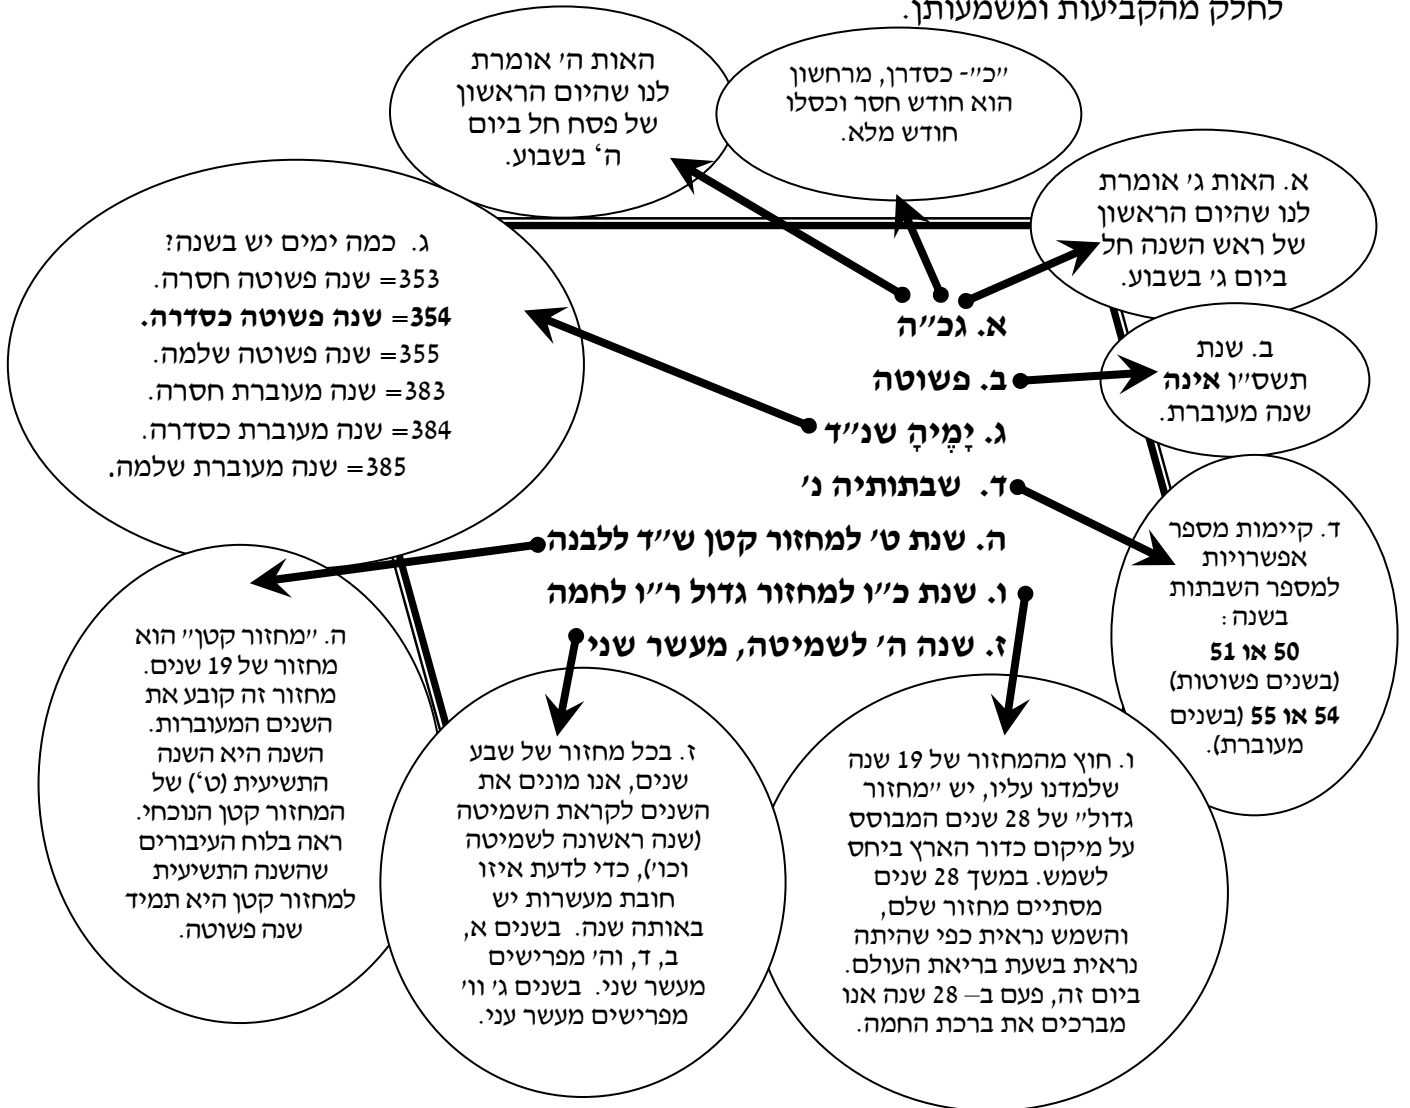 לחלק מהקביעות ומשמעותן.
האות ה׳ אומרת
לנו שהיום הראשון
של פסח חל ביום
ה‘ בשבוע.
״כ״- כסדרן, מרחשון
הוא חודש חסר וכסלו
חודש מלא.
א. האות ג׳ אומרת
לנו שהיום הראשון
של ראש השנה חל
ביום ג׳ בשבוע.
א. גכ״ה
ב. פשוטה
ג. יָמֶיהָ שנ״ד
ד. שבתותיה נ׳
ה. שנת ט׳ למחזור קטן ש״ד ללבנה
ו. שנת כ״ו למחזור גדול ר״ו לחמה
ז. שנה ה׳ לשמיטה, מעשר שני
ב. שנת
תשס״ו אינה
שנה מעוברת.
ג. כמה ימים יש בשנה?
353= שנה פשוטה חסרה.
354= שנה פשוטה כסדרה.
355= שנה פשוטה שלמה.
383= שנה מעוברת חסרה.
384= שנה מעוברת כסדרה.
385= שנה מעוברת שלמה.
ד. קיימות מספר
אפשרויות
למספר השבתות
בשנה:
50 או 51
(בשנים פשוטות)
54 או 55 (בשנים
מעוברת).
ה. ״מחזור קטן״ הוא
מחזור של 19 שנים.
מחזור זה קובע את
השנים המעוברות.
השנה היא השנה
התשיעית (ט‘) של
המחזור קטן הנוכחי.
ראה בלוח העיבורים
שהשנה התשיעית
למחזור קטן היא תמיד
שנה פשוטה.
ו. חוץ מהמחזור של 19 שנה
שלמדנו עליו, יש ״מחזור
גדול״ של 28 שנים המבוסס
על מיקום כדור הארץ ביחס
לשמש. במשך 28 שנים
מסתיים מחזור שלם,
והשמש נראית כפי שהיתה
נראית בשעת בריאת העולם.
ביום זה, פעם ב– 28 שנה אנו
מברכים את ברכת החמה.
ז. בכל מחזור של שבע
שנים, אנו מונים את
השנים לקראת השמיטה
(שנה ראשונה לשמיטה
וכו׳), כדי לדעת איזו
חובת מעשרות יש
באותה שנה. בשנים א,
ב, ד, וה׳ מפרישים
מעשר שני. בשנים ג׳ וו׳
מפרישים מעשר עני.